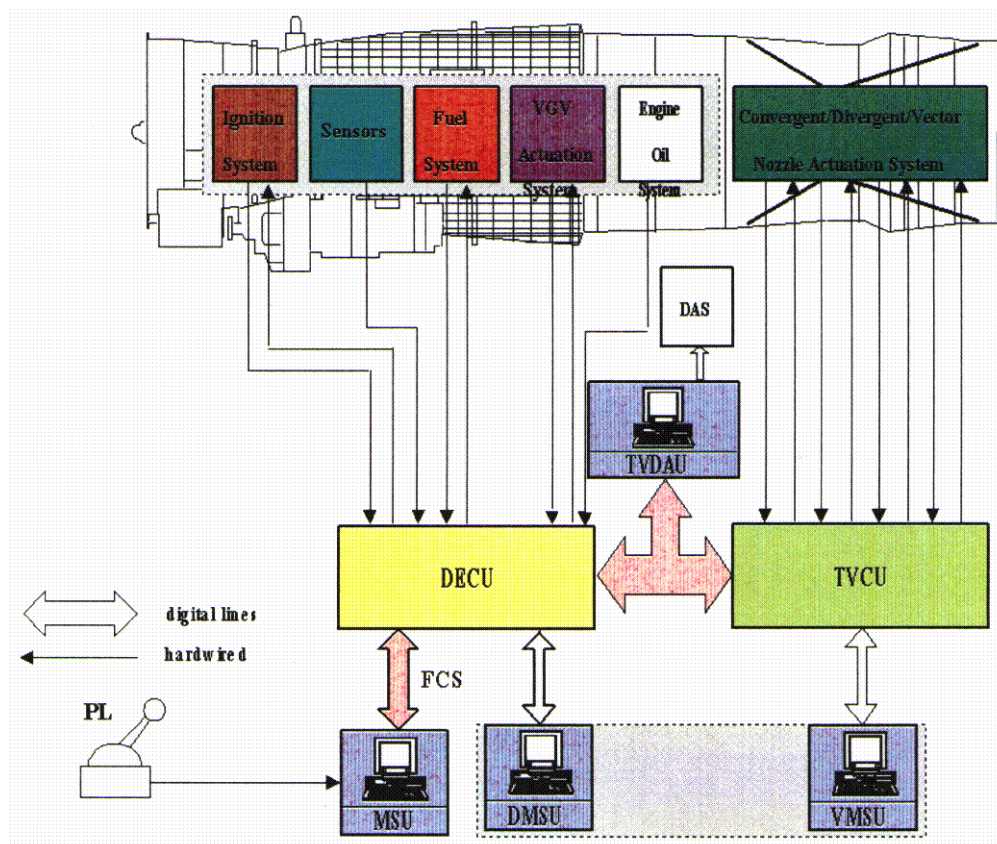 Ignition
System
Sensors
Fuel
System
VGV
Actuation
System
Engine
Oil
System
Convergent/Divergent/Vector
Nozzle Actuation System
DAS
TVDAU
DECU
TVCU
digital lines
hardwired
FCS
PL
MSU
DMSU
VMSU